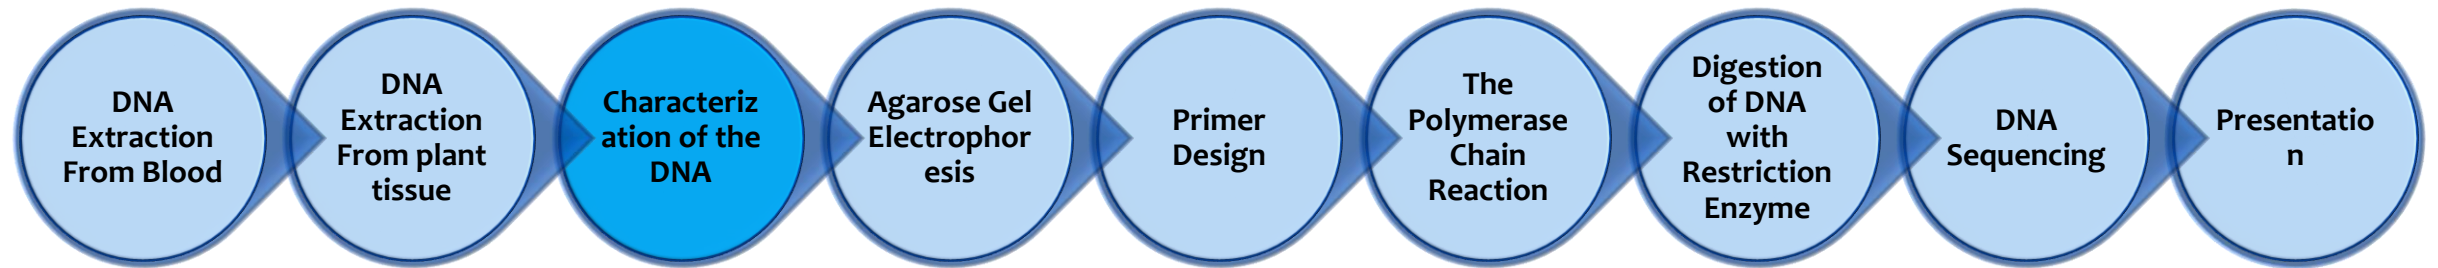 DNA
Extraction
From Blood
DNA
Extraction
From plant
tissue
Characteriz
ation of the
DNA
Agarose Gel
Electrophor
esis
Primer
Design
The
Polymerase
Chain
Reaction
Digestion
of DNA
with
Restriction
Enzyme
DNA
Sequencing
Presentatio
n